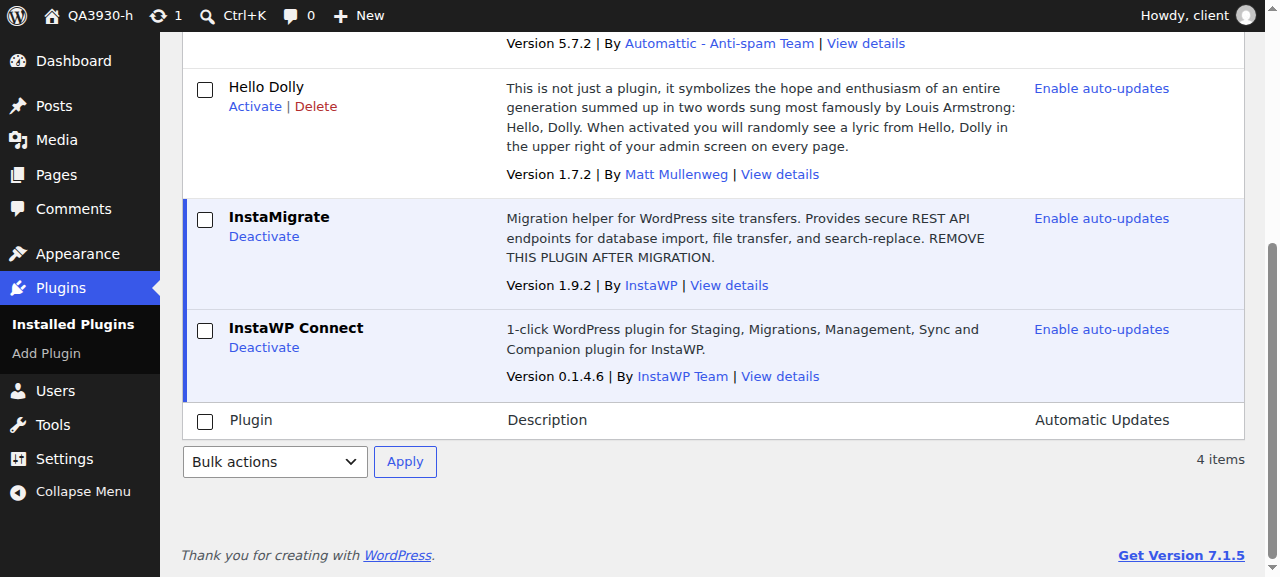 QA3930-h 1 Ctrl+K 0 New Howdy, client
Dashboard
Posts
Media
Pages
Comments
Appearance
Plugins
Installed Plugins
Add Plugin
Users
Tools
Settings
Collapse Menu
Version 5.7.2 | By Automattic - Anti-spam Team | View details
Hello Dolly
Activate | Delete
This is not just a plugin, it symbolizes the hope and enthusiasm of an entire
generation summed up in two words sung most famously by Louis Armstrong:
Hello, Dolly. When activated you will randomly see a lyric from Hello, Dolly in
the upper right of your admin screen on every page.
Version 1.7.2 | By Matt Mullenweg | View details
Enable auto-updates
InstaMigrate
Deactivate
Migration helper for WordPress site transfers. Provides secure REST API
endpoints for database import, file transfer, and search-replace. REMOVE
THIS PLUGIN AFTER MIGRATION.
Version 1.9.2 | By InstaWP | View details
Enable auto-updates
InstaWP Connect
Deactivate
1-click WordPress plugin for Staging, Migrations, Management, Sync and
Companion plugin for InstaWP.
Version 0.1.4.6 | By InstaWP Team | View details
Enable auto-updates
Plugin Description Automatic Updates
Bulk actions Apply 4 items
Thank you for creating with WordPress. Get Version 7.1.5